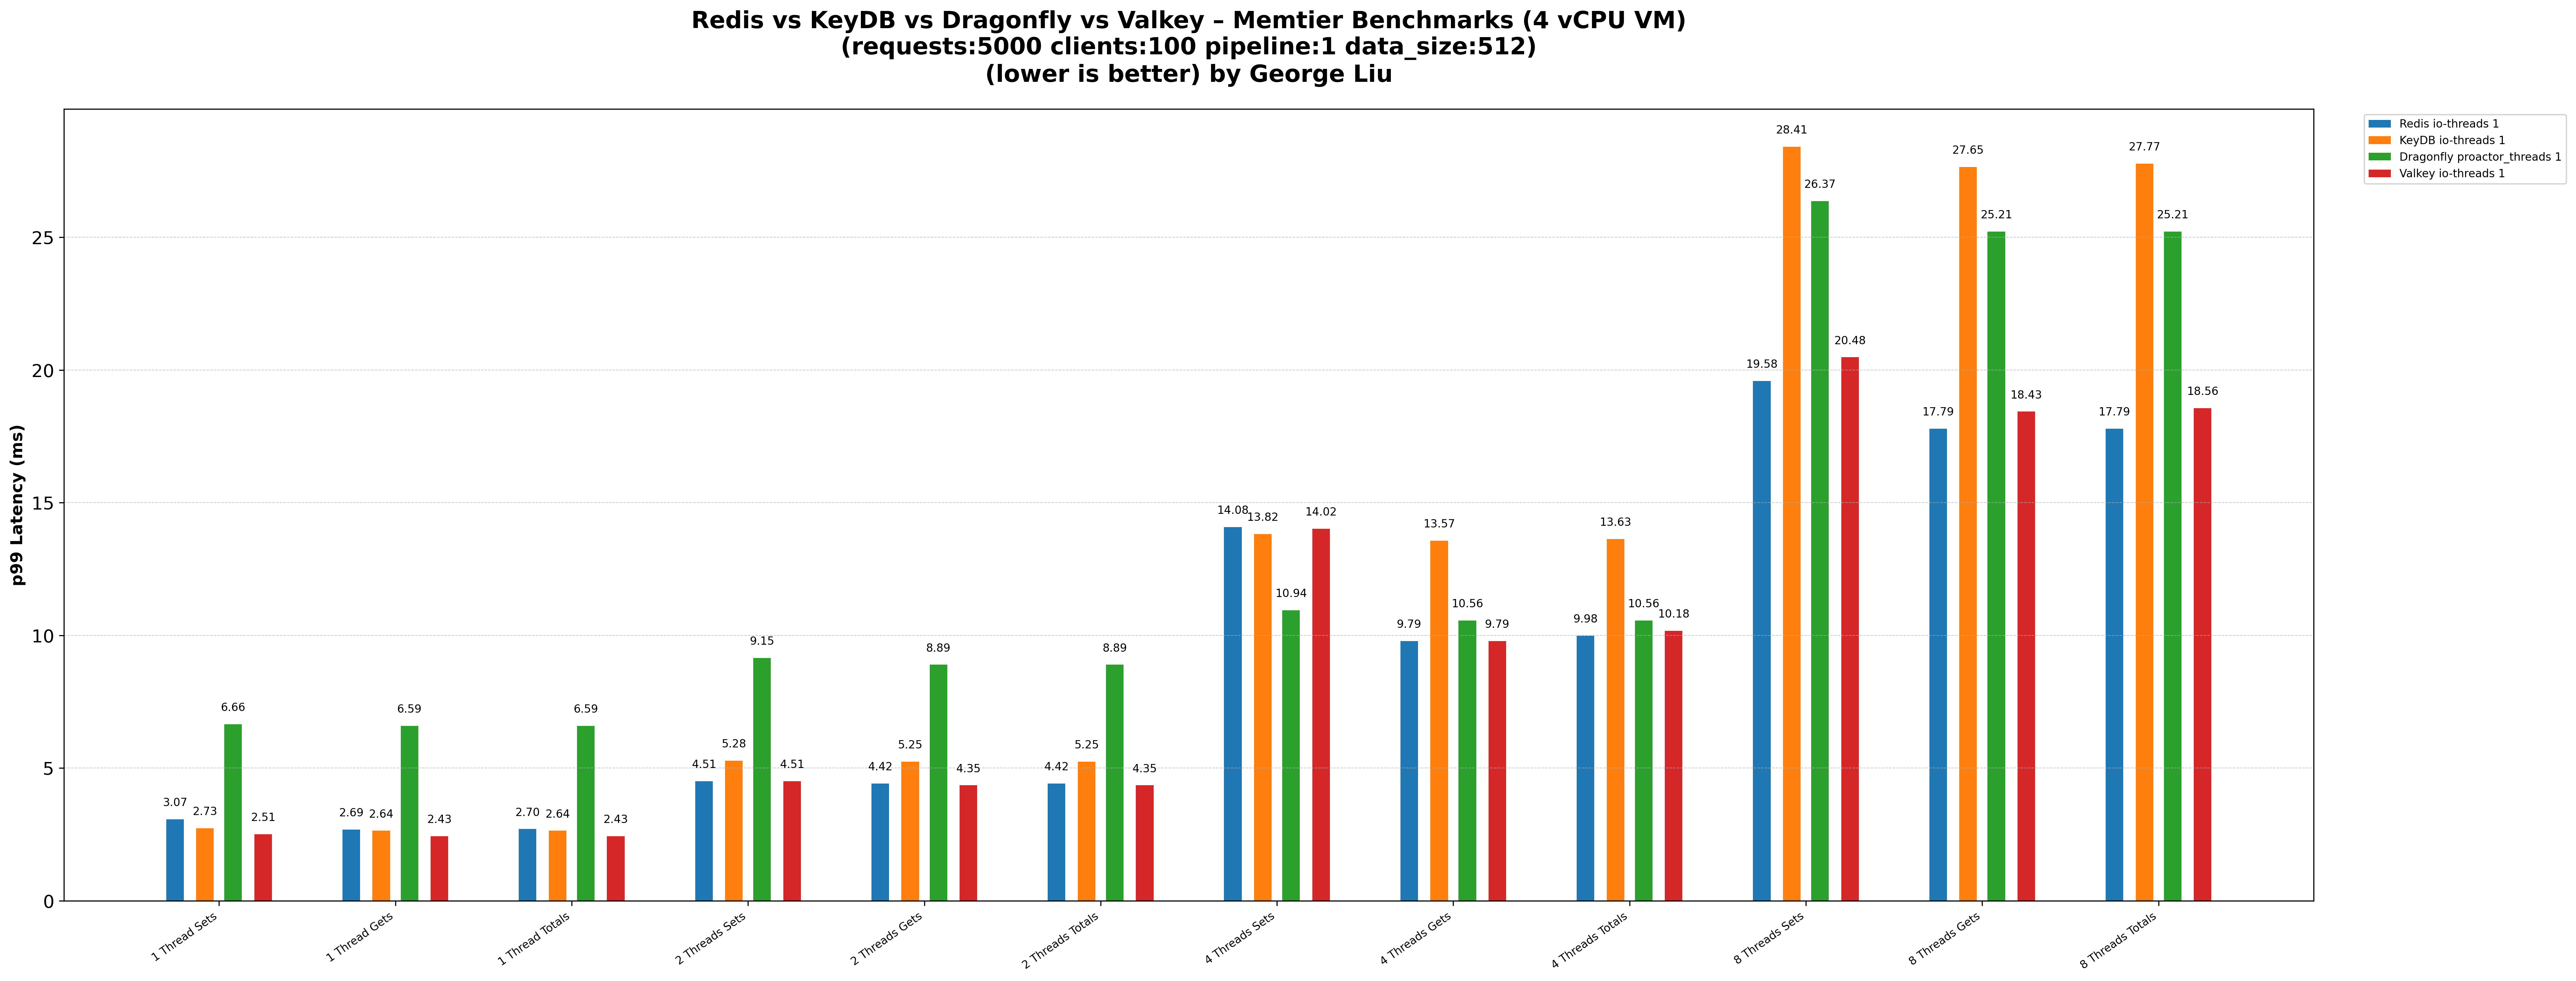 Redis vs KeyDB vs Dragonfly vs Valkey – Memtier Benchmarks (4 vCPU VM)
(requests:5000 clients:100 pipeline:1 data_size:512)
(lower is better) by George Liu
Redis io-threads 1
KeyDB io-threads 1
Dragonfly proactor_threads 1
Valkey io-threads 1
p99 Latency (ms)
25
20
15
10
5
0
3.07
2.73
6.66
2.51
2.69
2.64
6.59
2.43
2.70
2.64
6.59
2.43
4.51
5.28
9.15
4.51
4.42
5.25
8.89
4.35
4.42
5.25
8.89
4.35
14.08
13.82
10.94
14.02
9.79
13.57
10.56
9.79
9.98
13.63
10.56
10.18
19.58
28.41
26.37
20.48
17.79
27.65
25.21
18.43
17.79
27.77
25.21
18.56
1 Thread Sets
1 Thread Gets
1 Thread Totals
2 Threads Sets
2 Threads Gets
2 Threads Totals
4 Threads Sets
4 Threads Gets
4 Threads Totals
8 Threads Sets
8 Threads Gets
8 Threads Totals